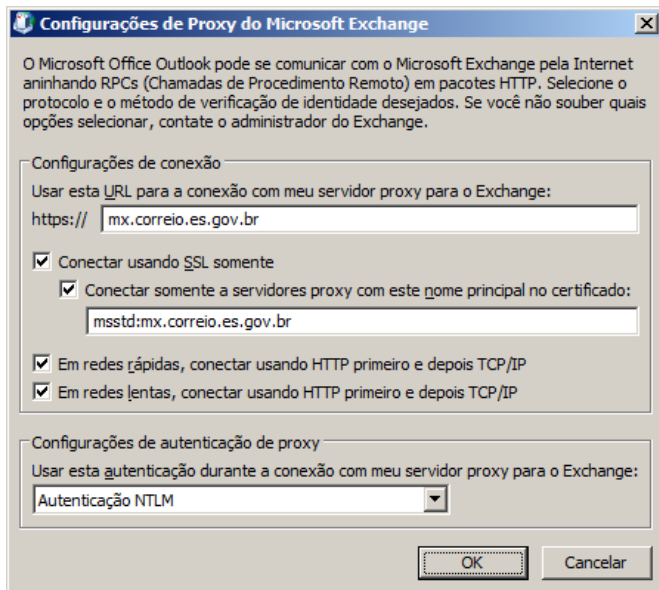 Configurações de Proxy do Microsoft Exchange
O Microsoft Office Outlook pode se comunicar com o Microsoft Exchange pela Internet
aninhando RPCs (Chamadas de Procedimento Remoto) em pacotes HTTP. Selecione o
protocolo e o método de verificação de identidade desejados. Se você não souber quais
opções selecionar, contate o administrador do Exchange.
Configurações de conexão
Usar esta URL para a conexão com meu servidor proxy para o Exchange:
https:// mx.correio.es.gov.br
Conectar usando SSL somente
Conectar somente a servidores proxy com este nome principal no certificado:
msstd:mx.correio.es.gov.br
Em redes rápidas, conectar usando HTTP primeiro e depois TCP/IP
Em redes lentas, conectar usando HTTP primeiro e depois TCP/IP
Configurações de autenticação de proxy
Usar esta autenticação durante a conexão com meu servidor proxy para o Exchange:
Autenticação NTLM
OK Cancelar